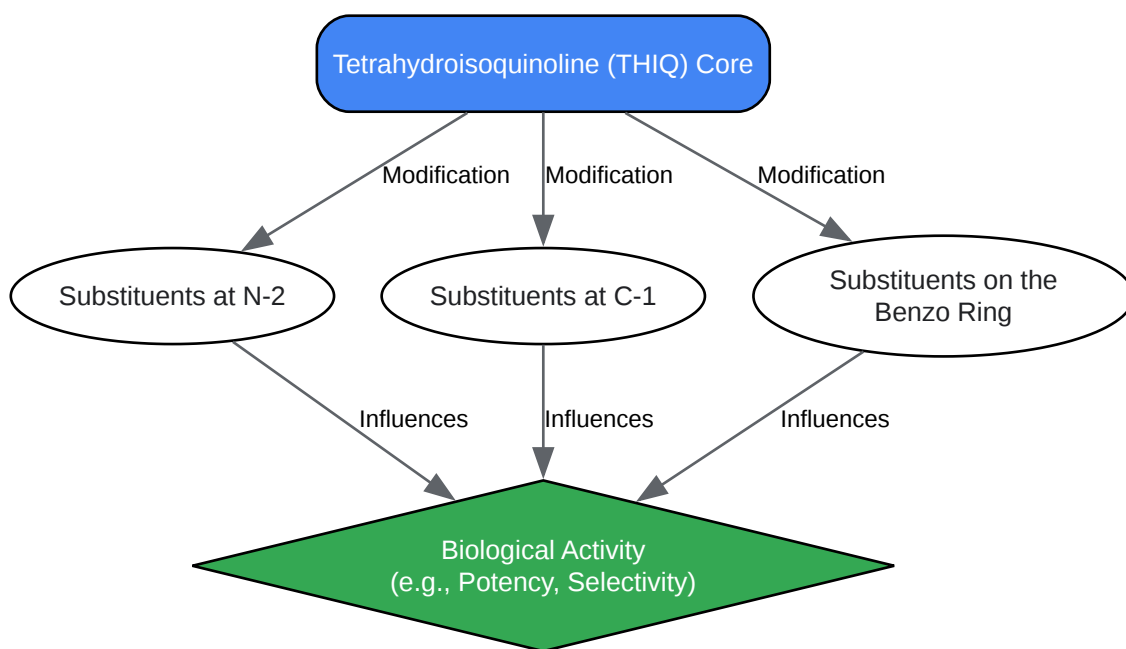 Tetrahydroisoquinoline (THIQ) Core
Modification
Modification
Modification
Substituents at N-2
Substituents at C-1
Substituents on the
Benzo Ring
Influences
Influences
Influences
Biological Activity
(e.g., Potency, Selectivity)